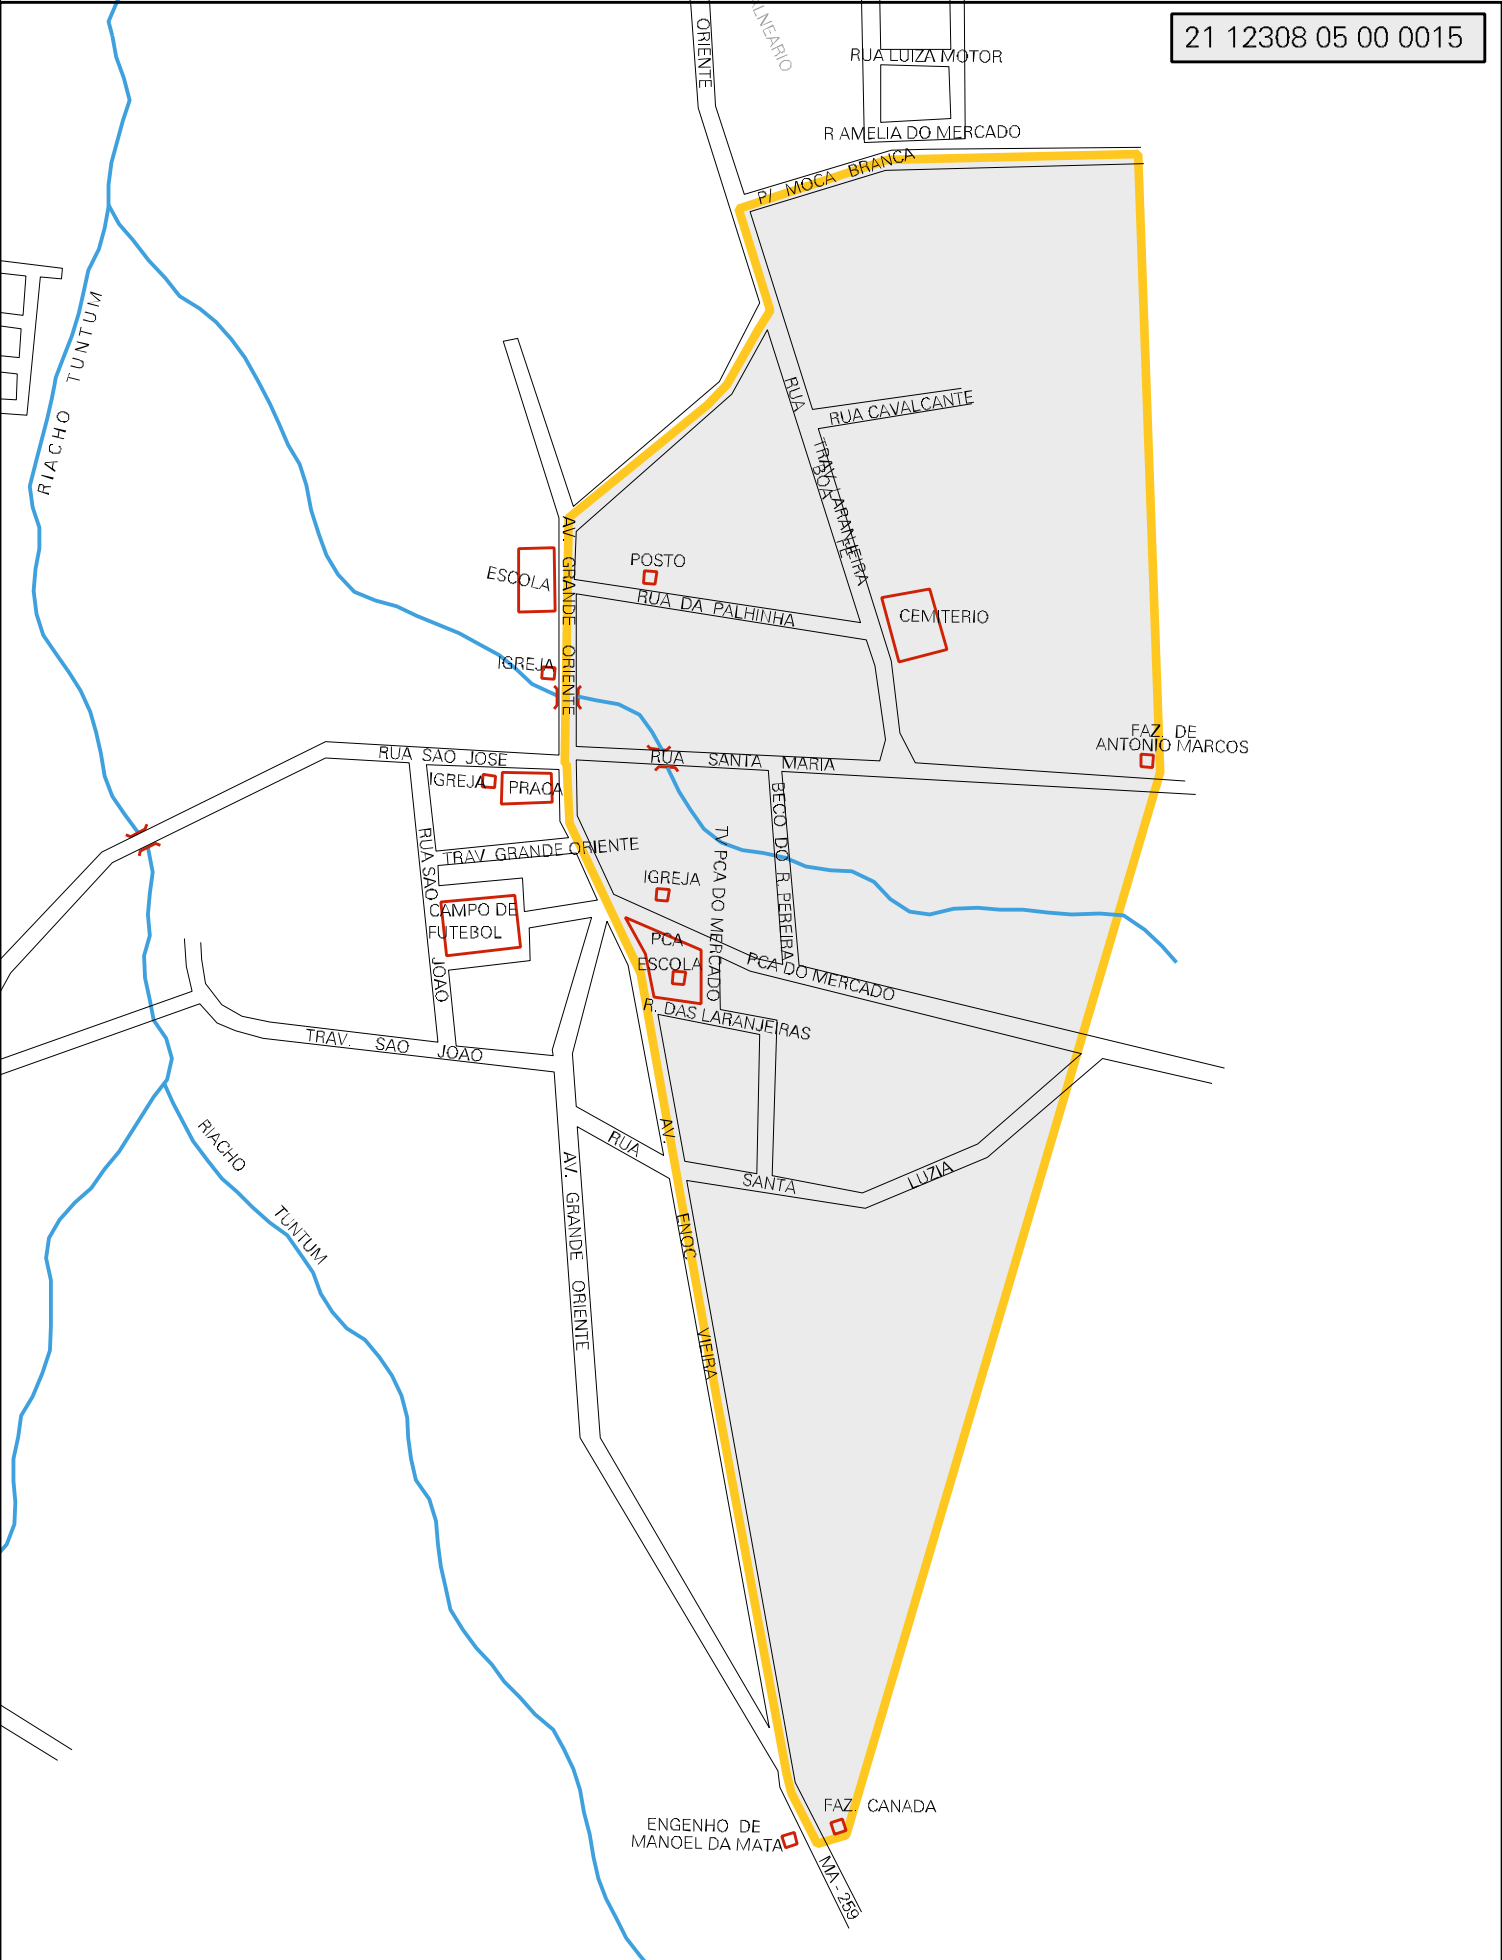 21 12308 05 00 0015
ORIENTE
RUA LUIZA MOTOR
R AMELIA DO MERCADO
P/ MOCA BRANCA
RIACHO TUNTUM
RUA BOA FE
RUA CAVALCANTE
TRAV LARANJEIRA
AV. GRANDE ORIENTE
ESCOLA
POSTO
RUA DA PALHINHA
CEMITERIO
IGREJA
FAZ. DE
ANTONIO MARCOS
RUA SAO JOSE
RUA SANTA MARIA
IGREJA
PRACA
BECO DO R. PEREIRA
TV PCA DO MERCADO
TRAV GRANDE ORIENTE
RUA SAO JOAO
IGREJA
CAMPO DE
FUTEBOL
PCA
ESCOLA
PCA DO MERCADO
R. DAS LARANJEIRAS
TRAV. SAO JOAO
RIACHO TUNTUM
RUA SANTA LUZIA
AV. GRANDE ORIENTE
AV. ENOC VIEIRA
FAZ. CANADA
ENGENHO DE
MANOEL DA MATA
MA - 259